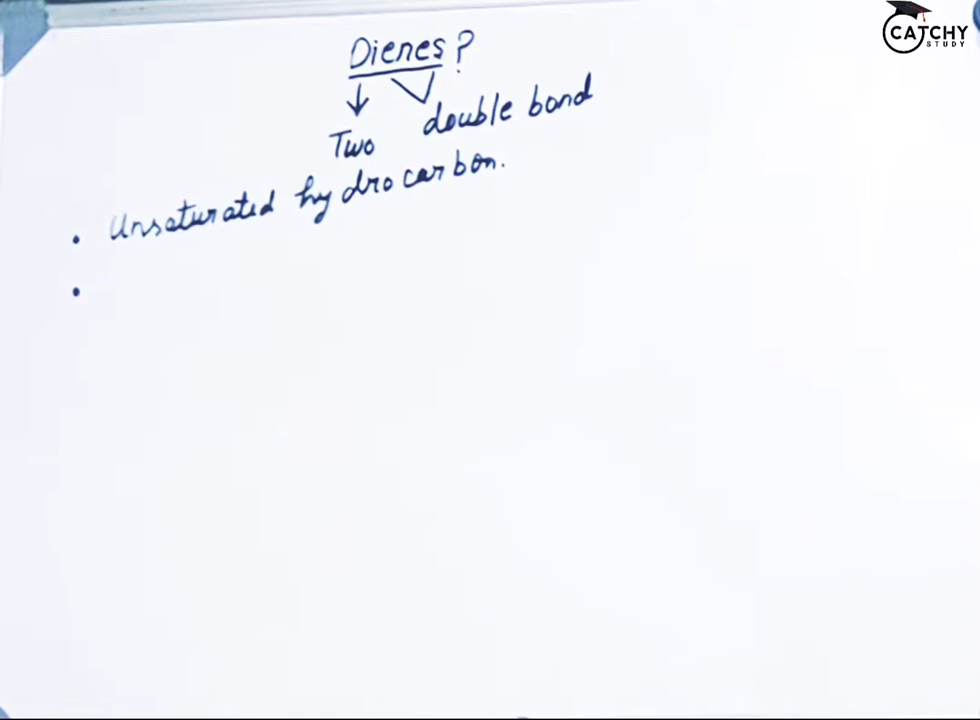 CATCHY
STUDY
Dienes?
Two double bond
• Unsaturated hydrocarbon.
•